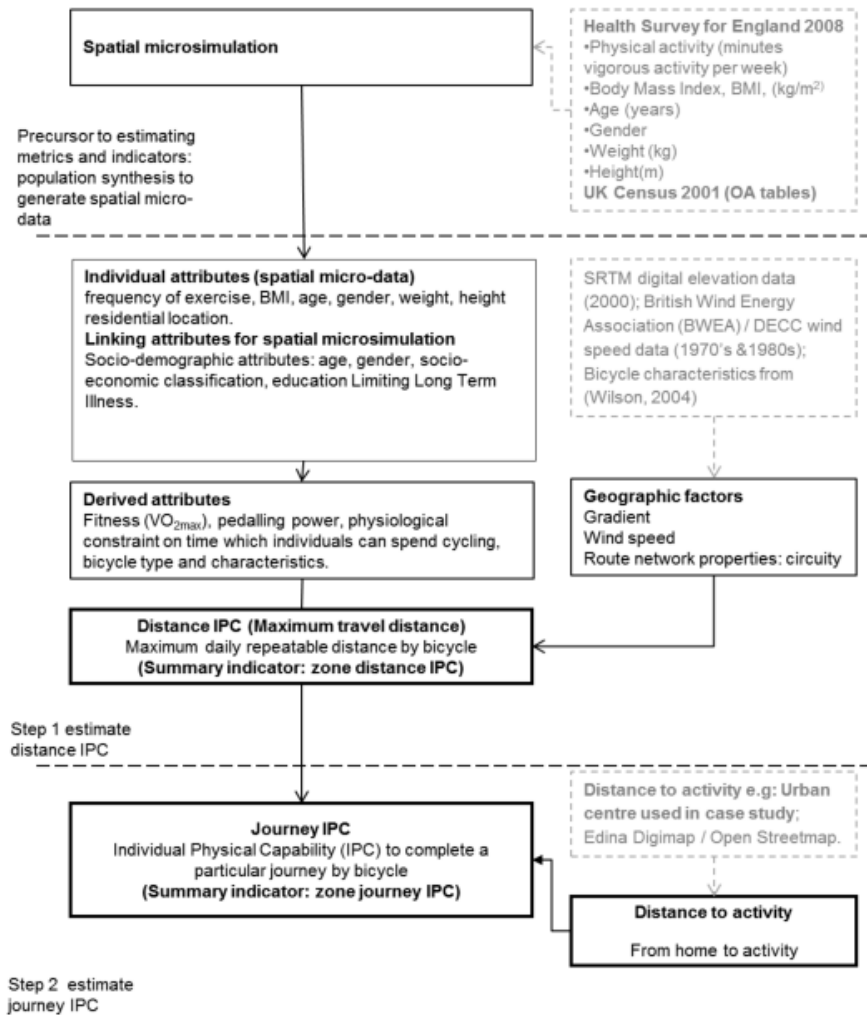 Spatial microsimulation
Health Survey for England 2008
•Physical activity (minutes
vigorous activity per week)
•Body Mass Index, BMI, (kg/m²⁾
•Age (years)
•Gender
•Weight (kg)
•Height(m)
UK Census 2001 (OA tables)
Precursor to estimating
metrics and indicators:
population synthesis to
generate spatial micro-
data
Individual attributes (spatial micro-data)
frequency of exercise, BMI, age, gender, weight, height
residential location.
Linking attributes for spatial microsimulation
Socio-demographic attributes: age, gender, socio-
economic classification, education Limiting Long Term
Illness.
SRTM digital elevation data
(2000); British Wind Energy
Association (BWEA) / DECC wind
speed data (1970's &1980s);
Bicycle characteristics from
(Wilson, 2004)
Derived attributes
Fitness (VO2max), pedalling power, physiological
constraint on time which individuals can spend cycling,
bicycle type and characteristics.
Geographic factors
Gradient
Wind speed
Route network properties: circuity
Distance IPC (Maximum travel distance)
Maximum daily repeatable distance by bicycle
(Summary indicator: zone distance IPC)
Step 1 estimate
distance IPC
Distance to activity e.g: Urban
centre used in case study;
Edina Digimap / Open Streetmap.
Journey IPC
Individual Physical Capability (IPC) to complete a
particular journey by bicycle
(Summary indicator: zone journey IPC)
Distance to activity
From home to activity
Step 2 estimate
journey IPC